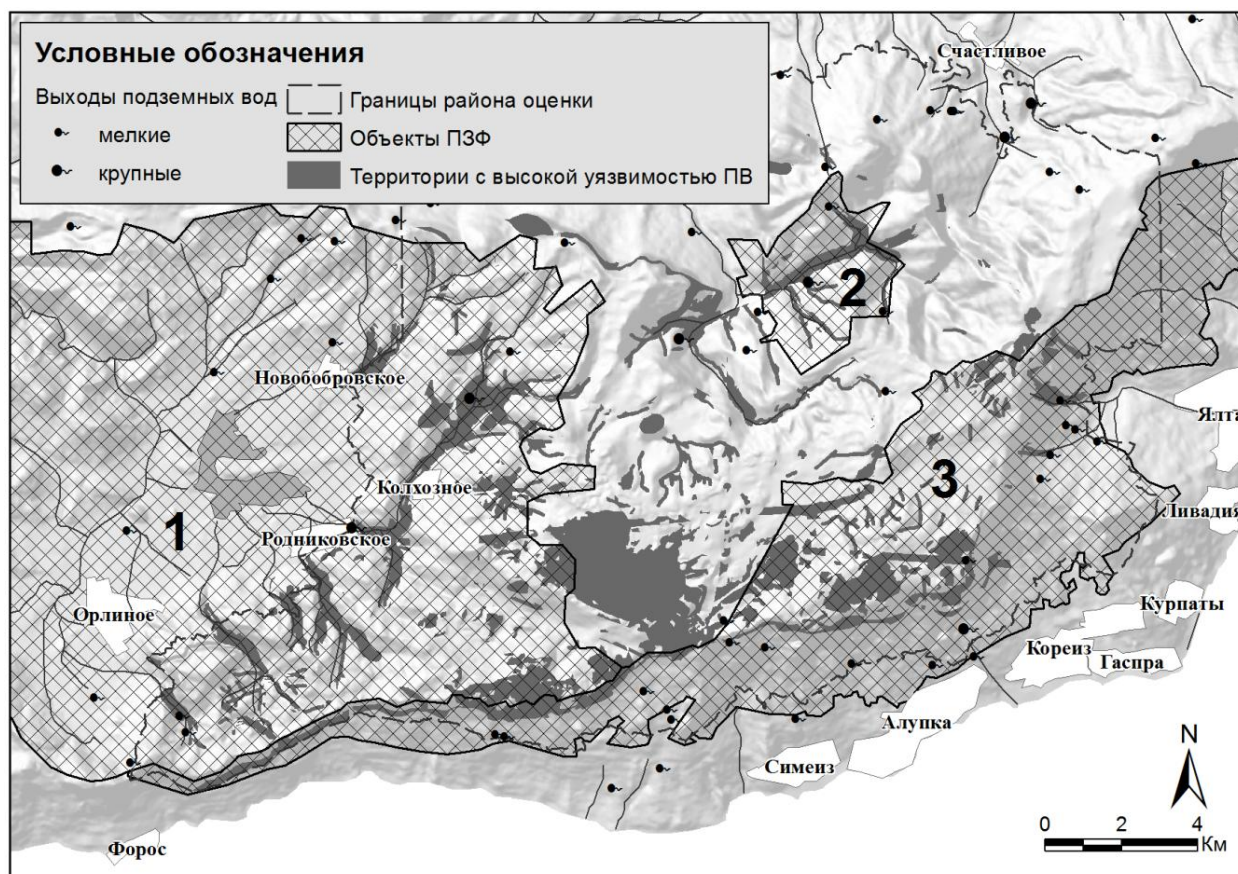 Условные обозначения
Выходы подземных вод
мелкие
крупные
Границы района оценки
Объекты ПЗФ
Территории с высокой уязвимостью ПВ
Счастливое
2
Новобобровское
Ялта
3
Колхозное
Ливадия
1
Родниковское
Орлиное
Курпаты
Кореиз
Гаспра
Алупка
Симеиз
Форос
N
0 2 4
Км